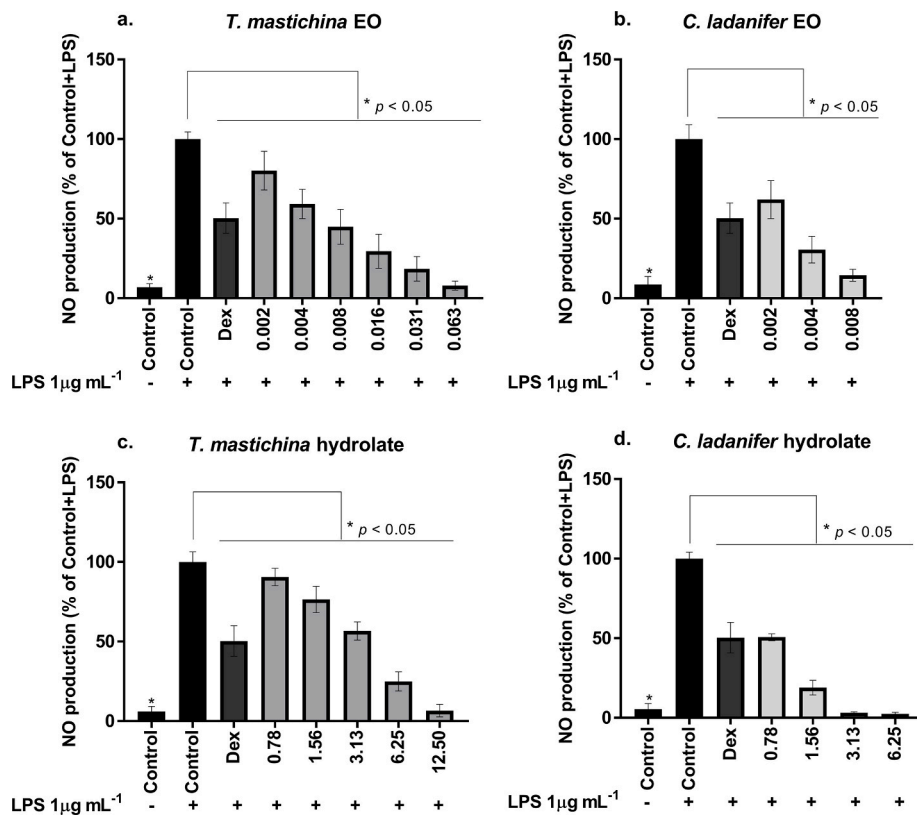 a. T. mastichina EO
NO production (% of Control+LPS)
150
100
50
0
* p < 0.05
*
Control Control Dex 0.002 0.004 0.008 0.016 0.031 0.063
LPS 1µg mL⁻¹ - + + + + + + + +
b. C. ladanifer EO
NO production (% of Control+LPS)
150
100
50
0
* p < 0.05
*
Control Control Dex 0.002 0.004 0.008
LPS 1µg mL⁻¹ - + + + + +
c. T. mastichina hydrolate
NO production (% of Control+LPS)
150
100
50
0
* p < 0.05
*
Control Control Dex 0.78 1.56 3.13 6.25 12.50
LPS 1µg mL⁻¹ - + + + + + + +
d. C. ladanifer hydrolate
NO production (% of Control+LPS)
150
100
50
0
* p < 0.05
*
Control Control Dex 0.78 1.56 3.13 6.25
LPS 1µg mL⁻¹ - + + + + + +